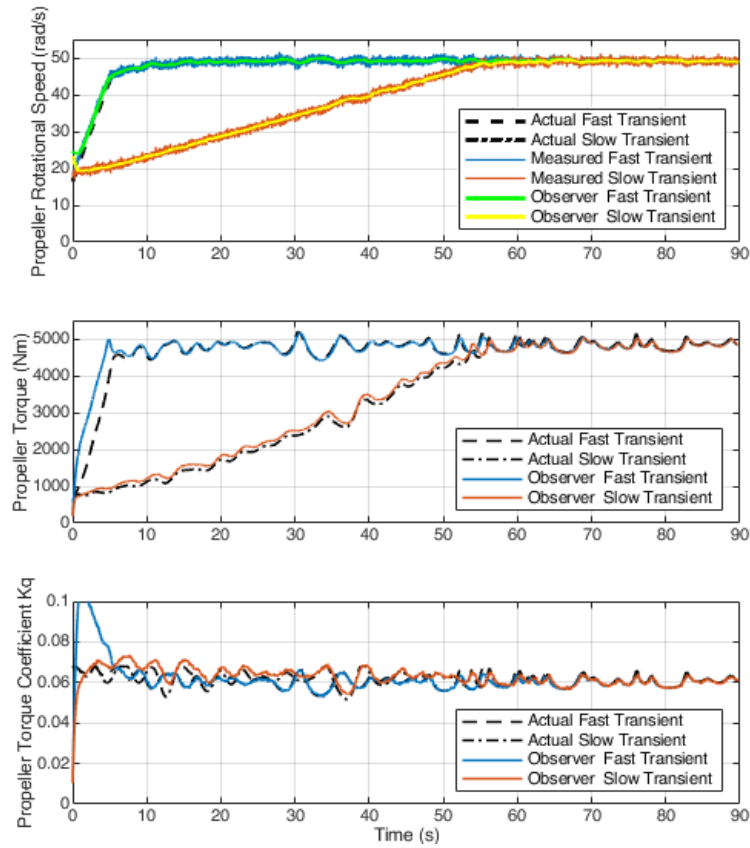 Propeller Rotational Speed (rad/s)
50
40
30
20
10
0
0 10 20 30 40 50 60 70 80 90
Actual Fast Transient
Actual Slow Transient
Measured Fast Transient
Measured Slow Transient
Observer Fast Transient
Observer Slow Transient
Propeller Torque (Nm)
5000
4000
3000
2000
1000
0
0 10 20 30 40 50 60 70 80 90
Actual Fast Transient
Actual Slow Transient
Observer Fast Transient
Observer Slow Transient
Propeller Torque Coefficient Kq
0.1
0.08
0.06
0.04
0.02
0
0 10 20 30 40 50 60 70 80 90
Actual Fast Transient
Actual Slow Transient
Observer Fast Transient
Observer Slow Transient
Time (s)